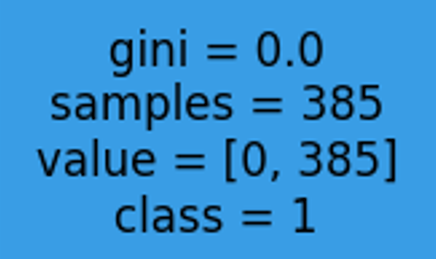 gini = 0.0
samples = 385
value = [0, 385]
class = 1